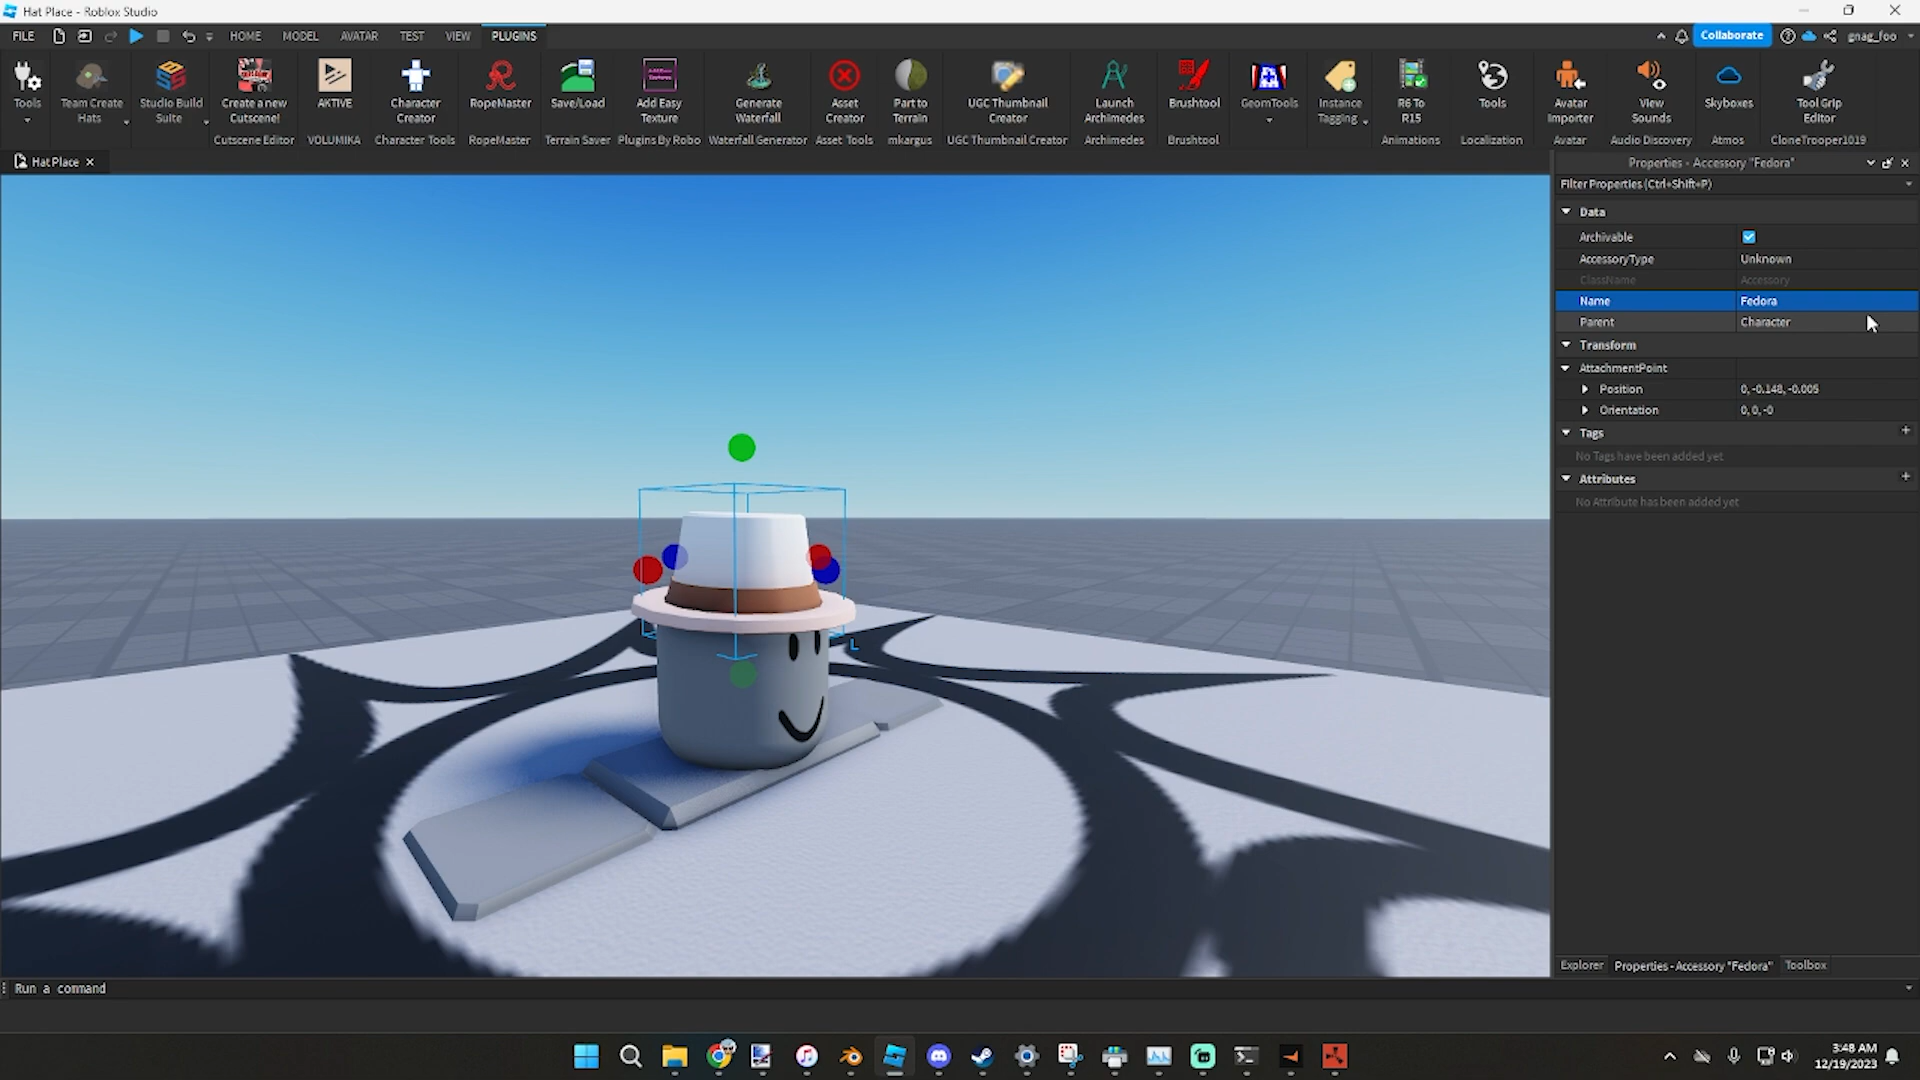 Hat Place - Roblox Studio
FILE HOME MODEL AVATAR TEST VIEW PLUGINS Collaborate gnag_foo
Tools
Team Create Hats
Studio Build Suite
Create a new Cutscene!
AKTIVE
Character Creator
RopeMaster
Save/Load
Add Easy Texture
Generate Waterfall
Asset Creator
Part to Terrain
UGC Thumbnail Creator
Launch Archimedes
Brushtool
GeomTools
Instance Tagging
R6 To R15
Tools
Avatar Importer
View Sounds
Skyboxes
Tool Grip Editor
Cutscene Editor VOLUMIKA Character Tools RopeMaster Terrain Saver Plugins By Robo Waterfall Generator Asset Tools mkargus UGC Thumbnail Creator Archimedes Brushtool Animations Localization Avatar Audio Discovery Atmos CloneTrooper1019
Hat Place
Properties - Accessory "Fedora"
Filter Properties (Ctrl+Shift+P)
Data
Archivable
AccessoryType Unknown
ClassName Accessory
Name Fedora
Parent Character
Transform
AttachmentPoint
Position 0, -0.148, -0.005
Orientation 0, 0, -0
Tags
No Tags have been added yet
Attributes
No Attribute has been added yet
L
Explorer Properties - Accessory "Fedora" Toolbox
Run a command
3:48 AM
12/19/2023